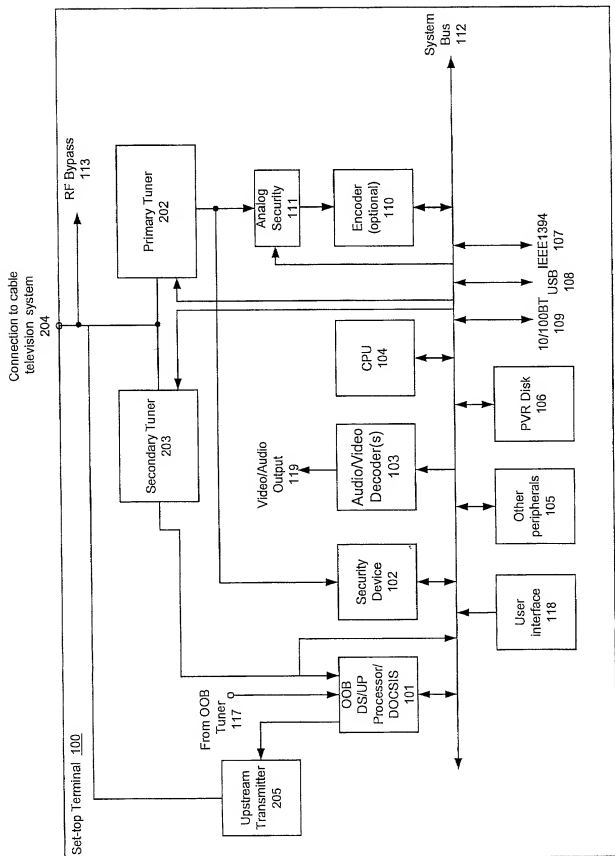 Set-top Terminal 100
Connection to cable
television system
204
RF Bypass
113
Primary Tuner
202
Secondary Tuner
203
Upstream
Transmitter
205
From OOB
Tuner
117
OOB
DS/UP
Processor/
DOCSIS
101
Security
Device
102
Video/Audio
Output
119
Audio/Video
Decoder(s)
103
CPU
104
Analog
Security
111
Encoder
(optional)
110
System
Bus
112
User
interface
118
Other
peripherals
105
PVR Disk
106
10/100BT
109
USB
108
IEEE1394
107